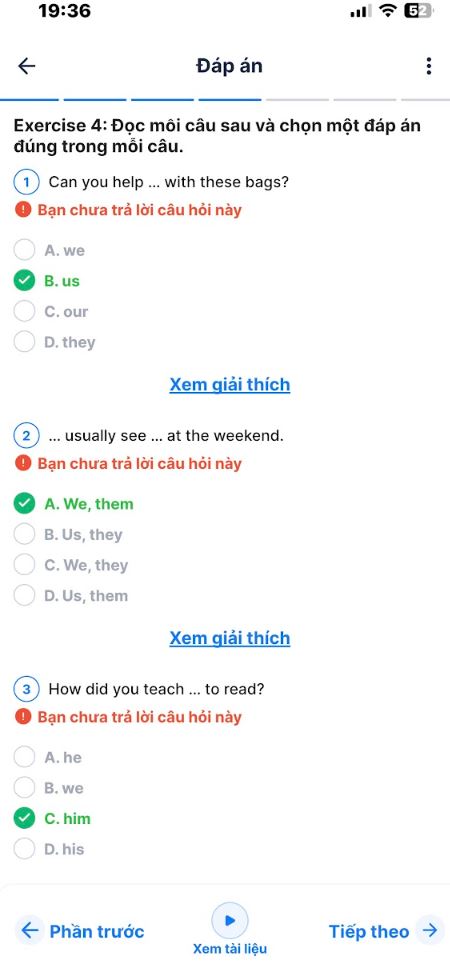 19:36
52
Đáp án
Exercise 4: Đọc mỗi câu sau và chọn một đáp án
đúng trong mỗi câu.
1 Can you help ... with these bags?
! Bạn chưa trả lời câu hỏi này
A. we
B. us
C. our
D. they
Xem giải thích
2 ... usually see ... at the weekend.
! Bạn chưa trả lời câu hỏi này
A. We, them
B. Us, they
C. We, they
D. Us, them
Xem giải thích
3 How did you teach ... to read?
! Bạn chưa trả lời câu hỏi này
A. he
B. we
C. him
D. his
Phần trước
Xem tài liệu
Tiếp theo